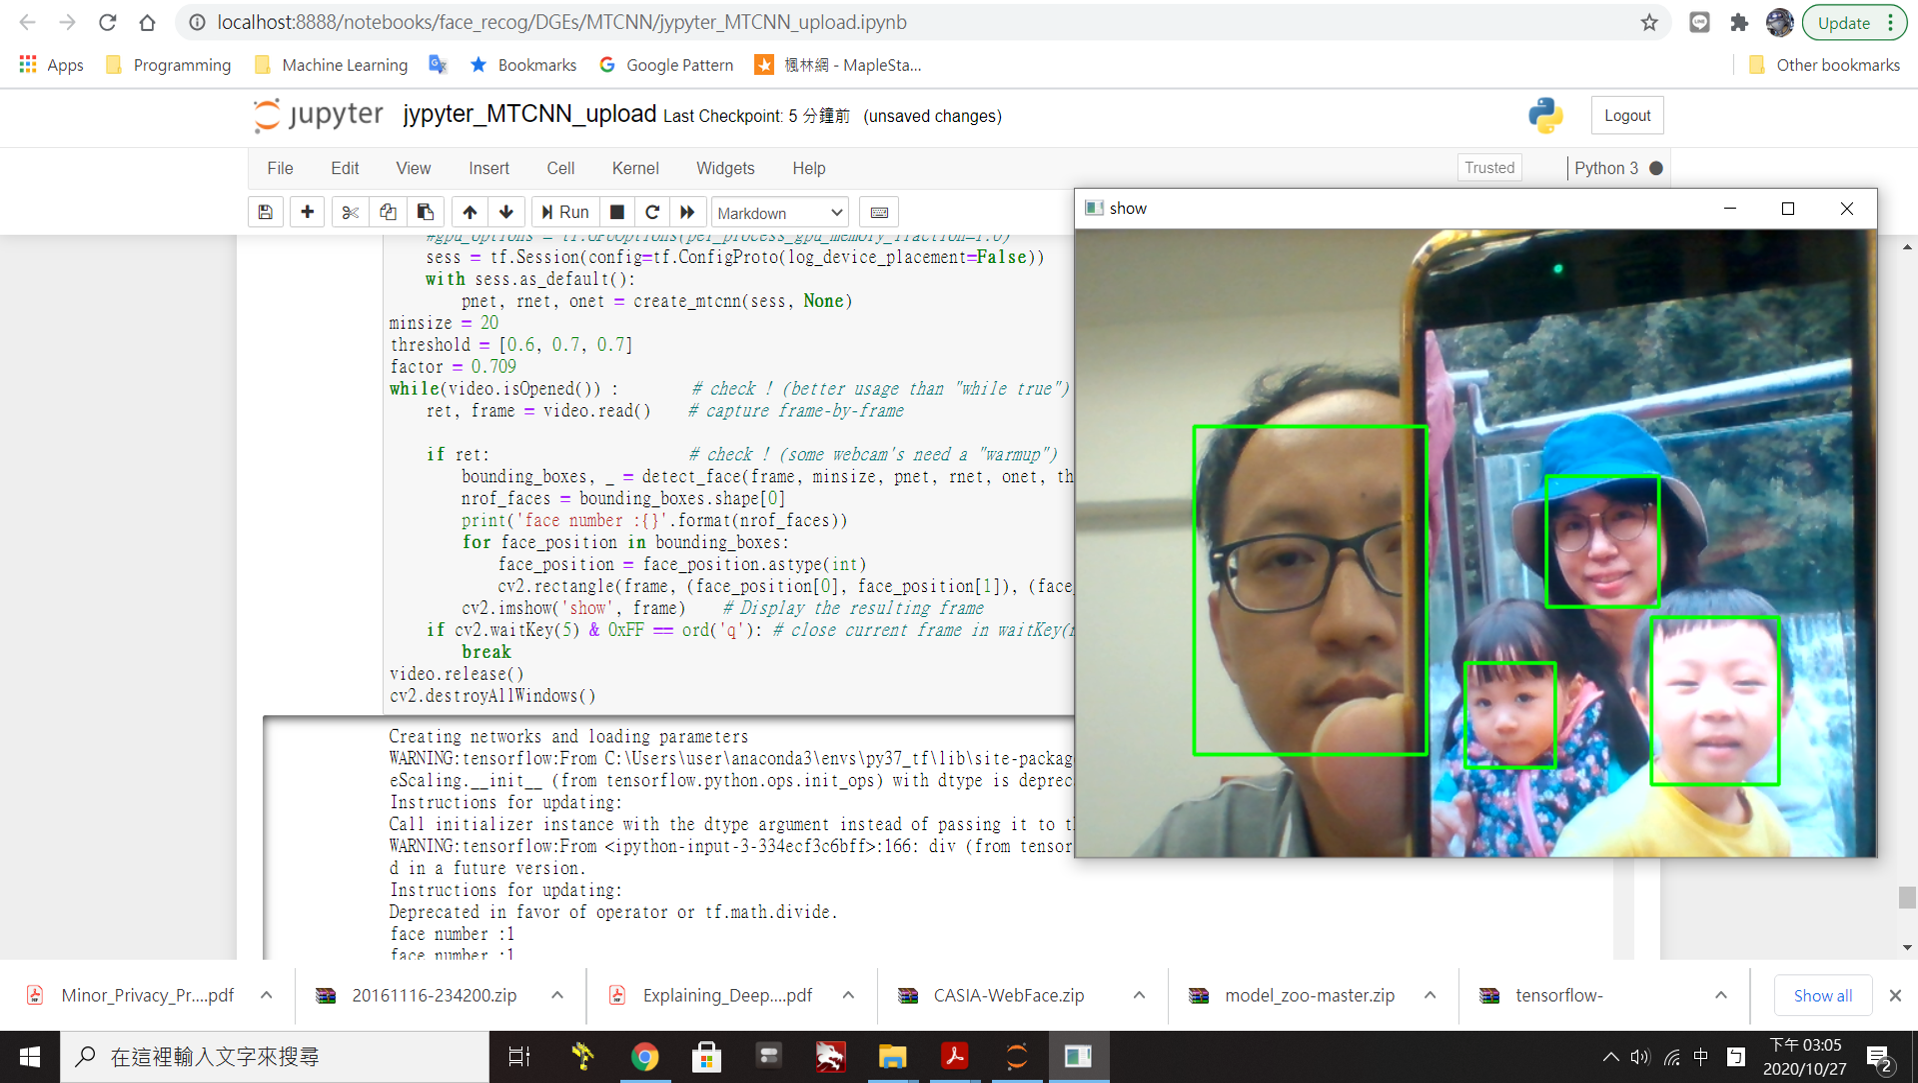 localhost:8888/notebooks/face_recog/DGEs/MTCNN/jypyter_MTCNN_upload.ipynb
Update
Apps Programming Machine Learning Bookmarks Google Pattern 楓林網 - MapleSta... Other bookmarks
jupyter jypyter_MTCNN_upload Last Checkpoint: 5 分鐘前 (unsaved changes) Logout
File Edit View Insert Cell Kernel Widgets Help Trusted Python 3
Run Markdown
show
#gpu_options = tf.GPUOptions(per_process_gpu_memory_fraction=1.0)
sess = tf.Session(config=tf.ConfigProto(log_device_placement=False))
with sess.as_default():
pnet, rnet, onet = create_mtcnn(sess, None)
minsize = 20
threshold = [0.6, 0.7, 0.7]
factor = 0.709
while(video.isOpened()) : # check ! (better usage than "while true")
ret, frame = video.read() # capture frame-by-frame
if ret: # check ! (some webcam's need a "warmup")
bounding_boxes, _ = detect_face(frame, minsize, pnet, rnet, onet, th
nrof_faces = bounding_boxes.shape[0]
print('face number :{}'.format(nrof_faces))
for face_position in bounding_boxes:
face_position = face_position.astype(int)
cv2.rectangle(frame, (face_position[0], face_position[1]), (face_
cv2.imshow('show', frame) # Display the resulting frame
if cv2.waitKey(5) & 0xFF == ord('q'): # close current frame in waitKey(
break
video.release()
cv2.destroyAllWindows()
Creating networks and loading parameters
WARNING:tensorflow:From C:\Users\user\anaconda3\envs\py37_tf\lib\site-packag
eScaling.__init__ (from tensorflow.python.ops.init_ops) with dtype is deprec
Instructions for updating:
Call initializer instance with the dtype argument instead of passing it to t
WARNING:tensorflow:From <ipython-input-3-334ecf3c6bff>:166: div (from tensor
d in a future version.
Instructions for updating:
Deprecated in favor of operator or tf.math.divide.
face number :1
face number :1
Minor_Privacy_Pr....pdf 20161116-234200.zip Explaining_Deep....pdf CASIA-WebFace.zip model_zoo-master.zip tensorflow- Show all
在這裡輸入文字來搜尋
中
下午 03:05
2020/10/27
2